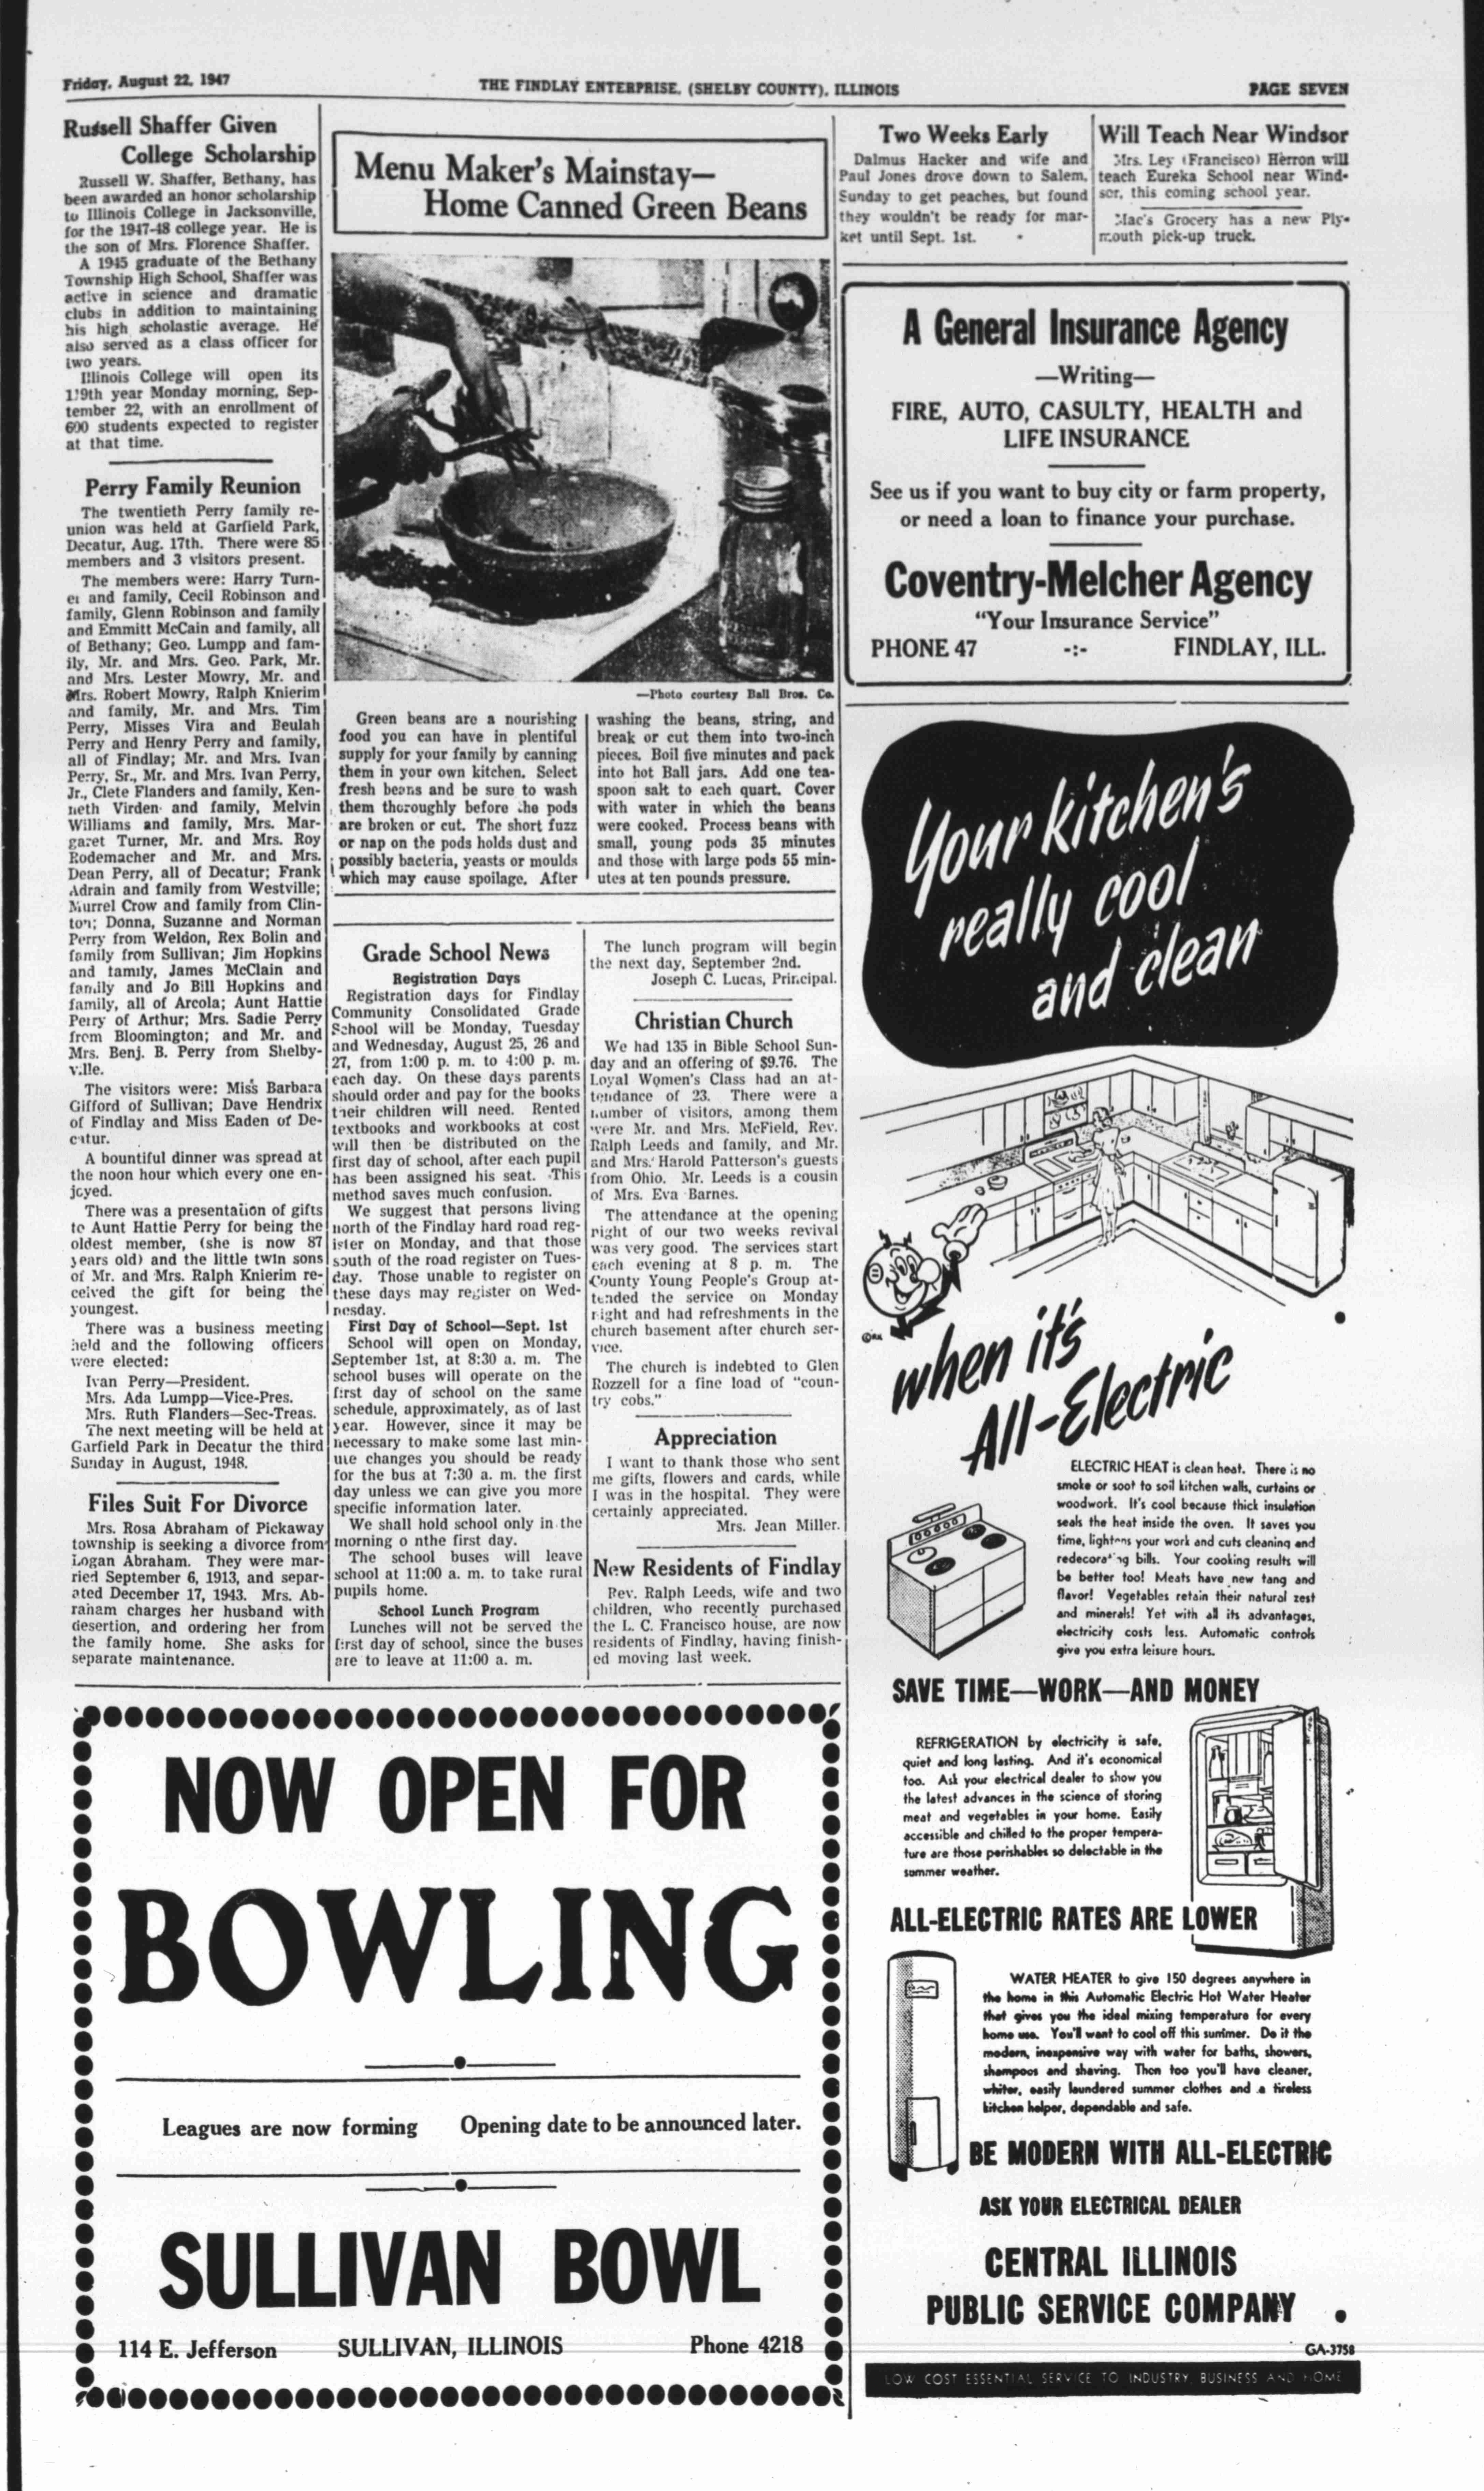 Friday, August 22, 1947
THE FINDLAY ENTERPRISE, (SHELBY COUNTY), ILLINOIS
PAGE SEVEN
Russell Shaffer Given
College Scholarship
Russell W. Shaffer, Bethany, has
been awarded an honor scholarship
to Illinois College in Jacksonville,
for the 1947-48 college year. He is
the son of Mrs. Florence Shaffer.
A 1945 graduate of the Bethany
Township High School, Shaffer was
active in science and dramatic
clubs in addition to maintaining
his high scholastic average. He
also served as a class officer for
two years.
Illinois College will open its
119th year Monday morning, Sep-
tember 22, with an enrollment of
600 students expected to register
at that time.
Perry Family Reunion
The twentieth Perry family re-
union was held at Garfield Park,
Decatur, Aug. 17th. There were 85
members and 3 visitors present.
The members were: Harry Turn-
er and family, Cecil Robinson and
family, Glenn Robinson and family
and Emmitt McCain and family, all
of Bethany; Geo. Lumpp and fam-
ily, Mr. and Mrs. Geo. Park, Mr.
and Mrs. Lester Mowry, Mr. and
Mrs. Robert Mowry, Ralph Knierim
and family, Mr. and Mrs. Tim
Perry, Misses Vira and Beulah
Perry and Henry Perry and family,
all of Findlay; Mr. and Mrs. Ivan
Perry, Sr., Mr. and Mrs. Ivan Perry,
Jr., Clete Flanders and family, Ken-
neth Virden and family, Melvin
Williams and family, Mrs. Mar-
garet Turner, Mr. and Mrs. Roy
Rodemacher and Mr. and Mrs.
Dean Perry, all of Decatur; Frank
Adrain and family from Westville;
Murrel Crow and family from Clin-
ton; Donna, Suzanne and Norman
Perry from Weldon, Rex Bolin and
family from Sullivan; Jim Hopkins
and family, James McClain and
family and Jo Bill Hopkins and
family, all of Arcola; Aunt Hattie
Perry of Arthur; Mrs. Sadie Perry
from Bloomington; and Mr. and
Mrs. Benj. B. Perry from Shelby-
ville.
The visitors were: Miss Barbara
Gifford of Sullivan; Dave Hendrix
of Findlay and Miss Eaden of De-
catur.
A bountiful dinner was spread at
the noon hour which every one en-
joyed.
There was a presentation of gifts
to Aunt Hattie Perry for being the
oldest member, (she is now 87
years old) and the little twin sons
of Mr. and Mrs. Ralph Knierim re-
ceived the gift for being the
youngest.
There was a business meeting
held and the following officers
were elected:
Ivan Perry—President.
Mrs. Ada Lumpp—Vice-Pres.
Mrs. Ruth Flanders—Sec-Treas.
The next meeting will be held at
Garfield Park in Decatur the third
Sunday in August, 1948.
Files Suit For Divorce
Mrs. Rosa Abraham of Pickaway
township is seeking a divorce from
Logan Abraham. They were mar-
ried September 6, 1913, and separ-
ated December 17, 1943. Mrs. Ab-
raham charges her husband with
desertion, and ordering her from
the family home. She asks for
separate maintenance.
Menu Maker's Mainstay—
Home Canned Green Beans
—Photo courtesy Ball Bros. Co.
Green beans are a nourishing
food you can have in plentiful
supply for your family by canning
them in your own kitchen. Select
fresh beans and be sure to wash
them thoroughly before the pods
are broken or cut. The short fuzz
or nap on the pods holds dust and
possibly bacteria, yeasts or moulds
which may cause spoilage. After
washing the beans, string, and
break or cut them into two-inch
pieces. Boil five minutes and pack
into hot Ball jars. Add one tea-
spoon salt to each quart. Cover
with water in which the beans
were cooked. Process beans with
small, young pods 35 minutes
and those with large pods 55 min-
utes at ten pounds pressure.
Grade School News
Registration Days
Registration days for Findlay
Community Consolidated Grade
School will be Monday, Tuesday
and Wednesday, August 25, 26 and
27, from 1:00 p. m. to 4:00 p. m.
each day. On these days parents
should order and pay for the books
their children will need. Rented
textbooks and workbooks at cost
will then be distributed on the
first day of school, after each pupil
has been assigned his seat. This
method saves much confusion.
We suggest that persons living
north of the Findlay hard road reg-
ister on Monday, and that those
south of the road register on Tues-
day. Those unable to register on
these days may register on Wed-
nesday.
First Day of School—Sept. 1st
School will open on Monday,
September 1st, at 8:30 a. m. The
school buses will operate on the
first day of school on the same
schedule, approximately, as of last
year. However, since it may be
necessary to make some last min-
ute changes you should be ready
for the bus at 7:30 a. m. the first
day unless we can give you more
specific information later.
We shall hold school only in the
morning o nthe first day.
The school buses will leave
school at 11:00 a. m. to take rural
pupils home.
School Lunch Program
Lunches will not be served the
first day of school, since the buses
are to leave at 11:00 a. m.
The lunch program will begin
the next day, September 2nd.
Joseph C. Lucas, Principal.
Christian Church
We had 135 in Bible School Sun-
day and an offering of $9.76. The
Loyal Women's Class had an at-
tendance of 23. There were a
number of visitors, among them
were Mr. and Mrs. McField, Rev.
Ralph Leeds and family, and Mr.
and Mrs. Harold Patterson's guests
from Ohio. Mr. Leeds is a cousin
of Mrs. Eva Barnes.
The attendance at the opening
night of our two weeks revival
was very good. The services start
each evening at 8 p. m. The
County Young People's Group at-
tended the service on Monday
night and had refreshments in the
church basement after church ser-
vice.
The church is indebted to Glen
Rozzell for a fine load of "coun-
try cobs."
Appreciation
I want to thank those who sent
me gifts, flowers and cards, while
I was in the hospital. They were
certainly appreciated.
Mrs. Jean Miller.
New Residents of Findlay
Rev. Ralph Leeds, wife and two
children, who recently purchased
the L. C. Francisco house, are now
residents of Findlay, having finish-
ed moving last week.
Two Weeks Early
Dalmus Hacker and wife and
Paul Jones drove down to Salem,
Sunday to get peaches, but found
they wouldn't be ready for mar-
ket until Sept. 1st.
Will Teach Near Windsor
Mrs. Ley (Francisco) Herron will
teach Eureka School near Wind-
sor, this coming school year.
Mac's Grocery has a new Ply-
mouth pick-up truck.
A General Insurance Agency
—Writing—
FIRE, AUTO, CASULTY, HEALTH and
LIFE INSURANCE
See us if you want to buy city or farm property,
or need a loan to finance your purchase.
Coventry-Melcher Agency
"Your Insurance Service"
PHONE 47 -:- FINDLAY, ILL.
Your kitchen's
really cool
and clean
when it's
All-Electric
ELECTRIC HEAT is clean heat. There is no
smoke or soot to soil kitchen walls, curtains or
woodwork. It's cool because thick insulation
seals the heat inside the oven. It saves you
time, lightens your work and cuts cleaning and
redecorating bills. Your cooking results will
be better too! Meats have new tang and
flavor! Vegetables retain their natural zest
and minerals! Yet with all its advantages,
electricity costs less. Automatic controls
give you extra leisure hours.
SAVE TIME—WORK—AND MONEY
REFRIGERATION by electricity is safe,
quiet and long lasting. And it's economical
too. Ask your electrical dealer to show you
the latest advances in the science of storing
meat and vegetables in your home. Easily
accessible and chilled to the proper tempera-
ture are those perishables so delectable in the
summer weather.
ALL-ELECTRIC RATES ARE LOWER
WATER HEATER to give 150 degrees anywhere in
the home in this Automatic Electric Hot Water Heater
that gives you the ideal mixing temperature for every
home use. You'll want to cool off this summer. Do it the
modern, inexpensive way with water for baths, showers,
shampoos and shaving. Then too you'll have cleaner,
whiter, easily laundered summer clothes and a tireless
kitchen helper, dependable and safe.
BE MODERN WITH ALL-ELECTRIC
ASK YOUR ELECTRICAL DEALER
CENTRAL ILLINOIS
PUBLIC SERVICE COMPANY
GA-3758
LOW COST ESSENTIAL SERVICE TO INDUSTRY, BUSINESS AND HOME
NOW OPEN FOR
BOWLING
Leagues are now forming Opening date to be announced later.
SULLIVAN BOWL
114 E. Jefferson SULLIVAN, ILLINOIS Phone 4218